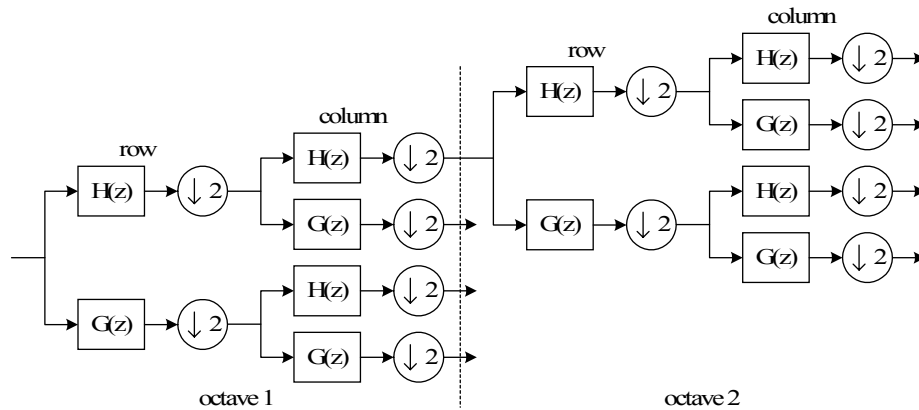 column
row
H(z) ↓ 2
H(z) ↓ 2
column
G(z) ↓ 2
row
H(z) ↓ 2
H(z) ↓ 2
H(z) ↓ 2
G(z) ↓ 2
G(z) ↓ 2
G(z) ↓ 2
H(z) ↓ 2
G(z) ↓ 2
G(z) ↓ 2
octave 1
octave 2